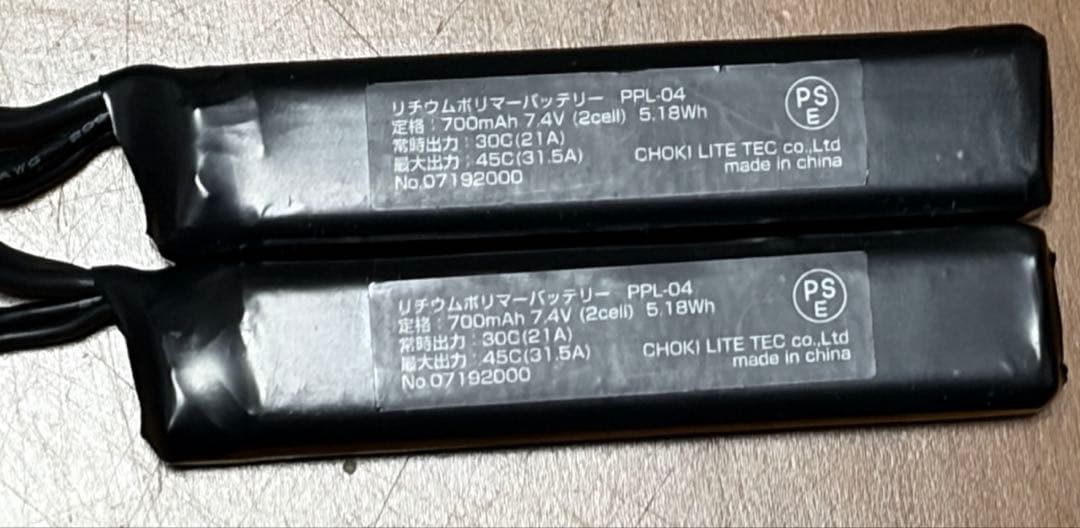 リチウムポリマーバッテリー PPL-04
定格：700mAh 7.4V (2cell) 5.18Wh
常時出力：30C(21A)
最大出力：45C(31.5A)
No.07192000
PS
E
CHOKI LITE TEC co.,Ltd
made in china
AWG 200
リチウムポリマーバッテリー PPL-04
定格：700mAh 7.4V (2cell) 5.18Wh
常時出力：30C(21A)
最大出力：45C(31.5A)
No.07192000
PS
E
CHOKI LITE TEC co.,Ltd
made in china